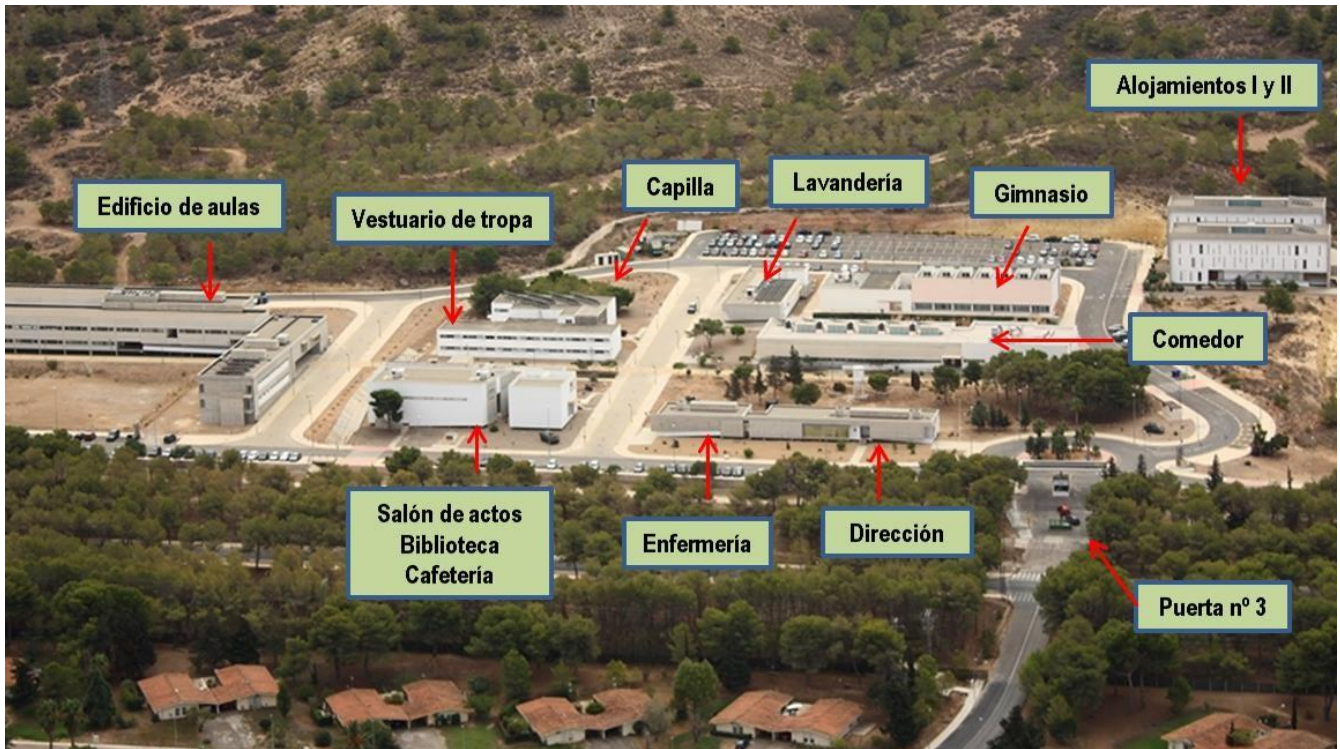 Alojamientos I y II
Capilla
Lavandería
Gimnasio
Edificio de aulas
Vestuario de tropa
Comedor
Salón de actos
Biblioteca
Cafetería
Enfermería
Dirección
Puerta nº 3